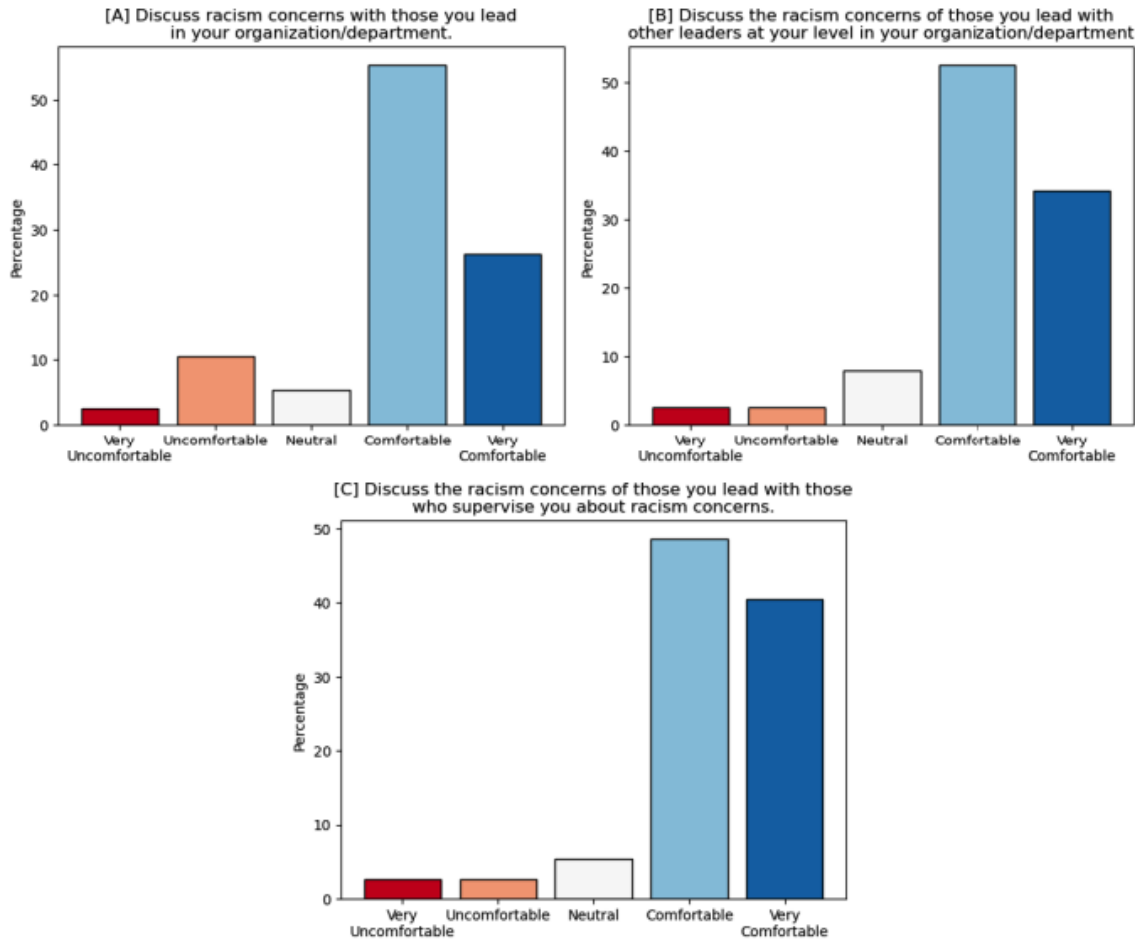 [A] Discuss racism concerns with those you lead
in your organization/department.
Percentage
50
40
30
20
10
0
Very
Uncomfortable
Uncomfortable
Neutral
Comfortable
Very
Comfortable
[B] Discuss the racism concerns of those you lead with
other leaders at your level in your organization/department
Percentage
50
40
30
20
10
0
Very
Uncomfortable
Uncomfortable
Neutral
Comfortable
Very
Comfortable
[C] Discuss the racism concerns of those you lead with those
who supervise you about racism concerns.
Percentage
50
40
30
20
10
0
Very
Uncomfortable
Uncomfortable
Neutral
Comfortable
Very
Comfortable